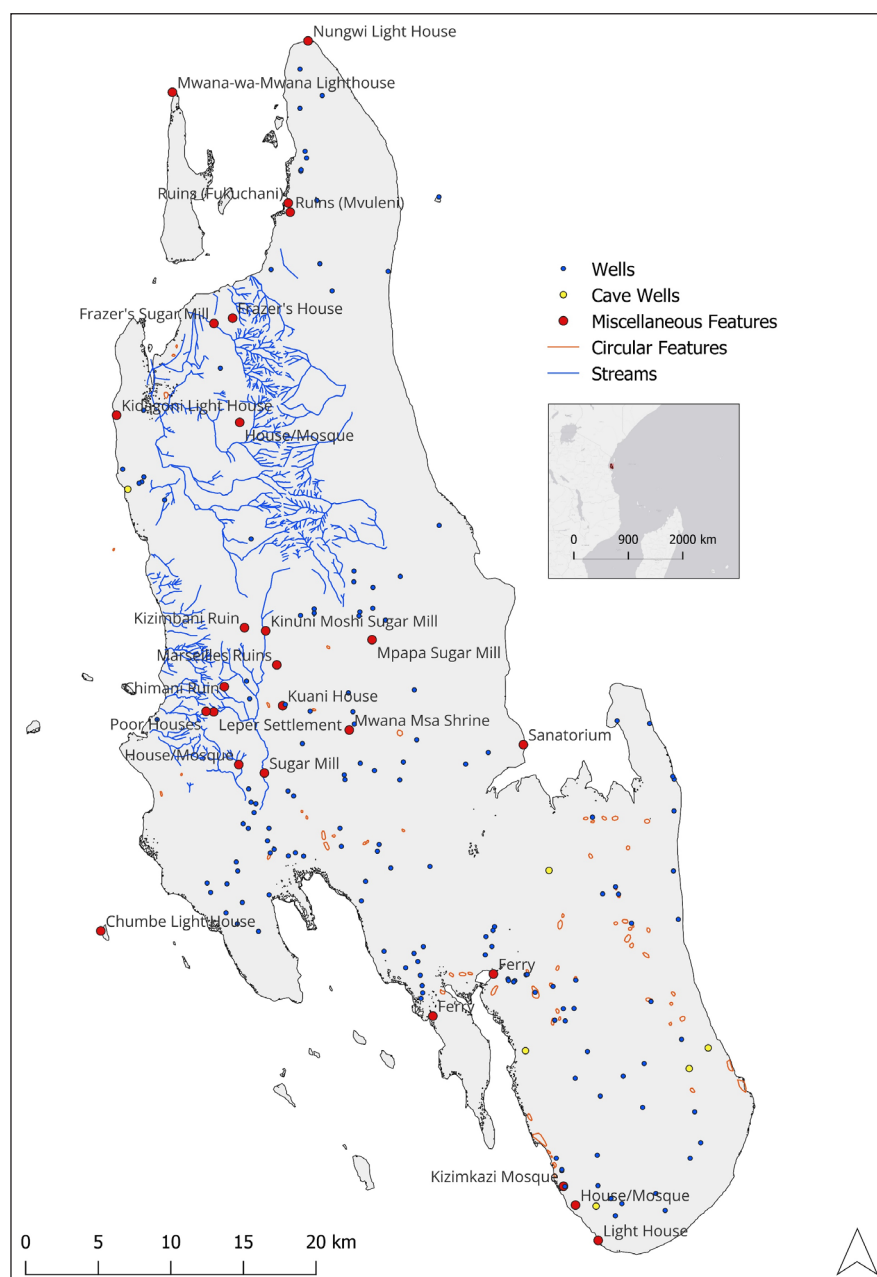 Nungwi Light House
Mwana-wa-Mwana Lighthouse
Ruins (Fukuchani)
Ruins (Mvuleni)
Wells
Cave Wells
Miscellaneous Features
Circular Features
Streams
Frazer's Sugar Mill
Frazer's House
Kidagoni Light House
House/Mosque
0 900 2000 km
Kizimbani Ruin
Kinuni Moshi Sugar Mill
Mpapa Sugar Mill
Marseilles Ruins
Chimani Ruin
Kuani House
Poor Houses
Leper Settlement
Mwana Msa Shrine
Sanatorium
House/Mosque
Sugar Mill
Chumbe Light House
Ferry
Ferry
Kizimkazi Mosque
House/Mosque
Light House
0 5 10 15 20 km